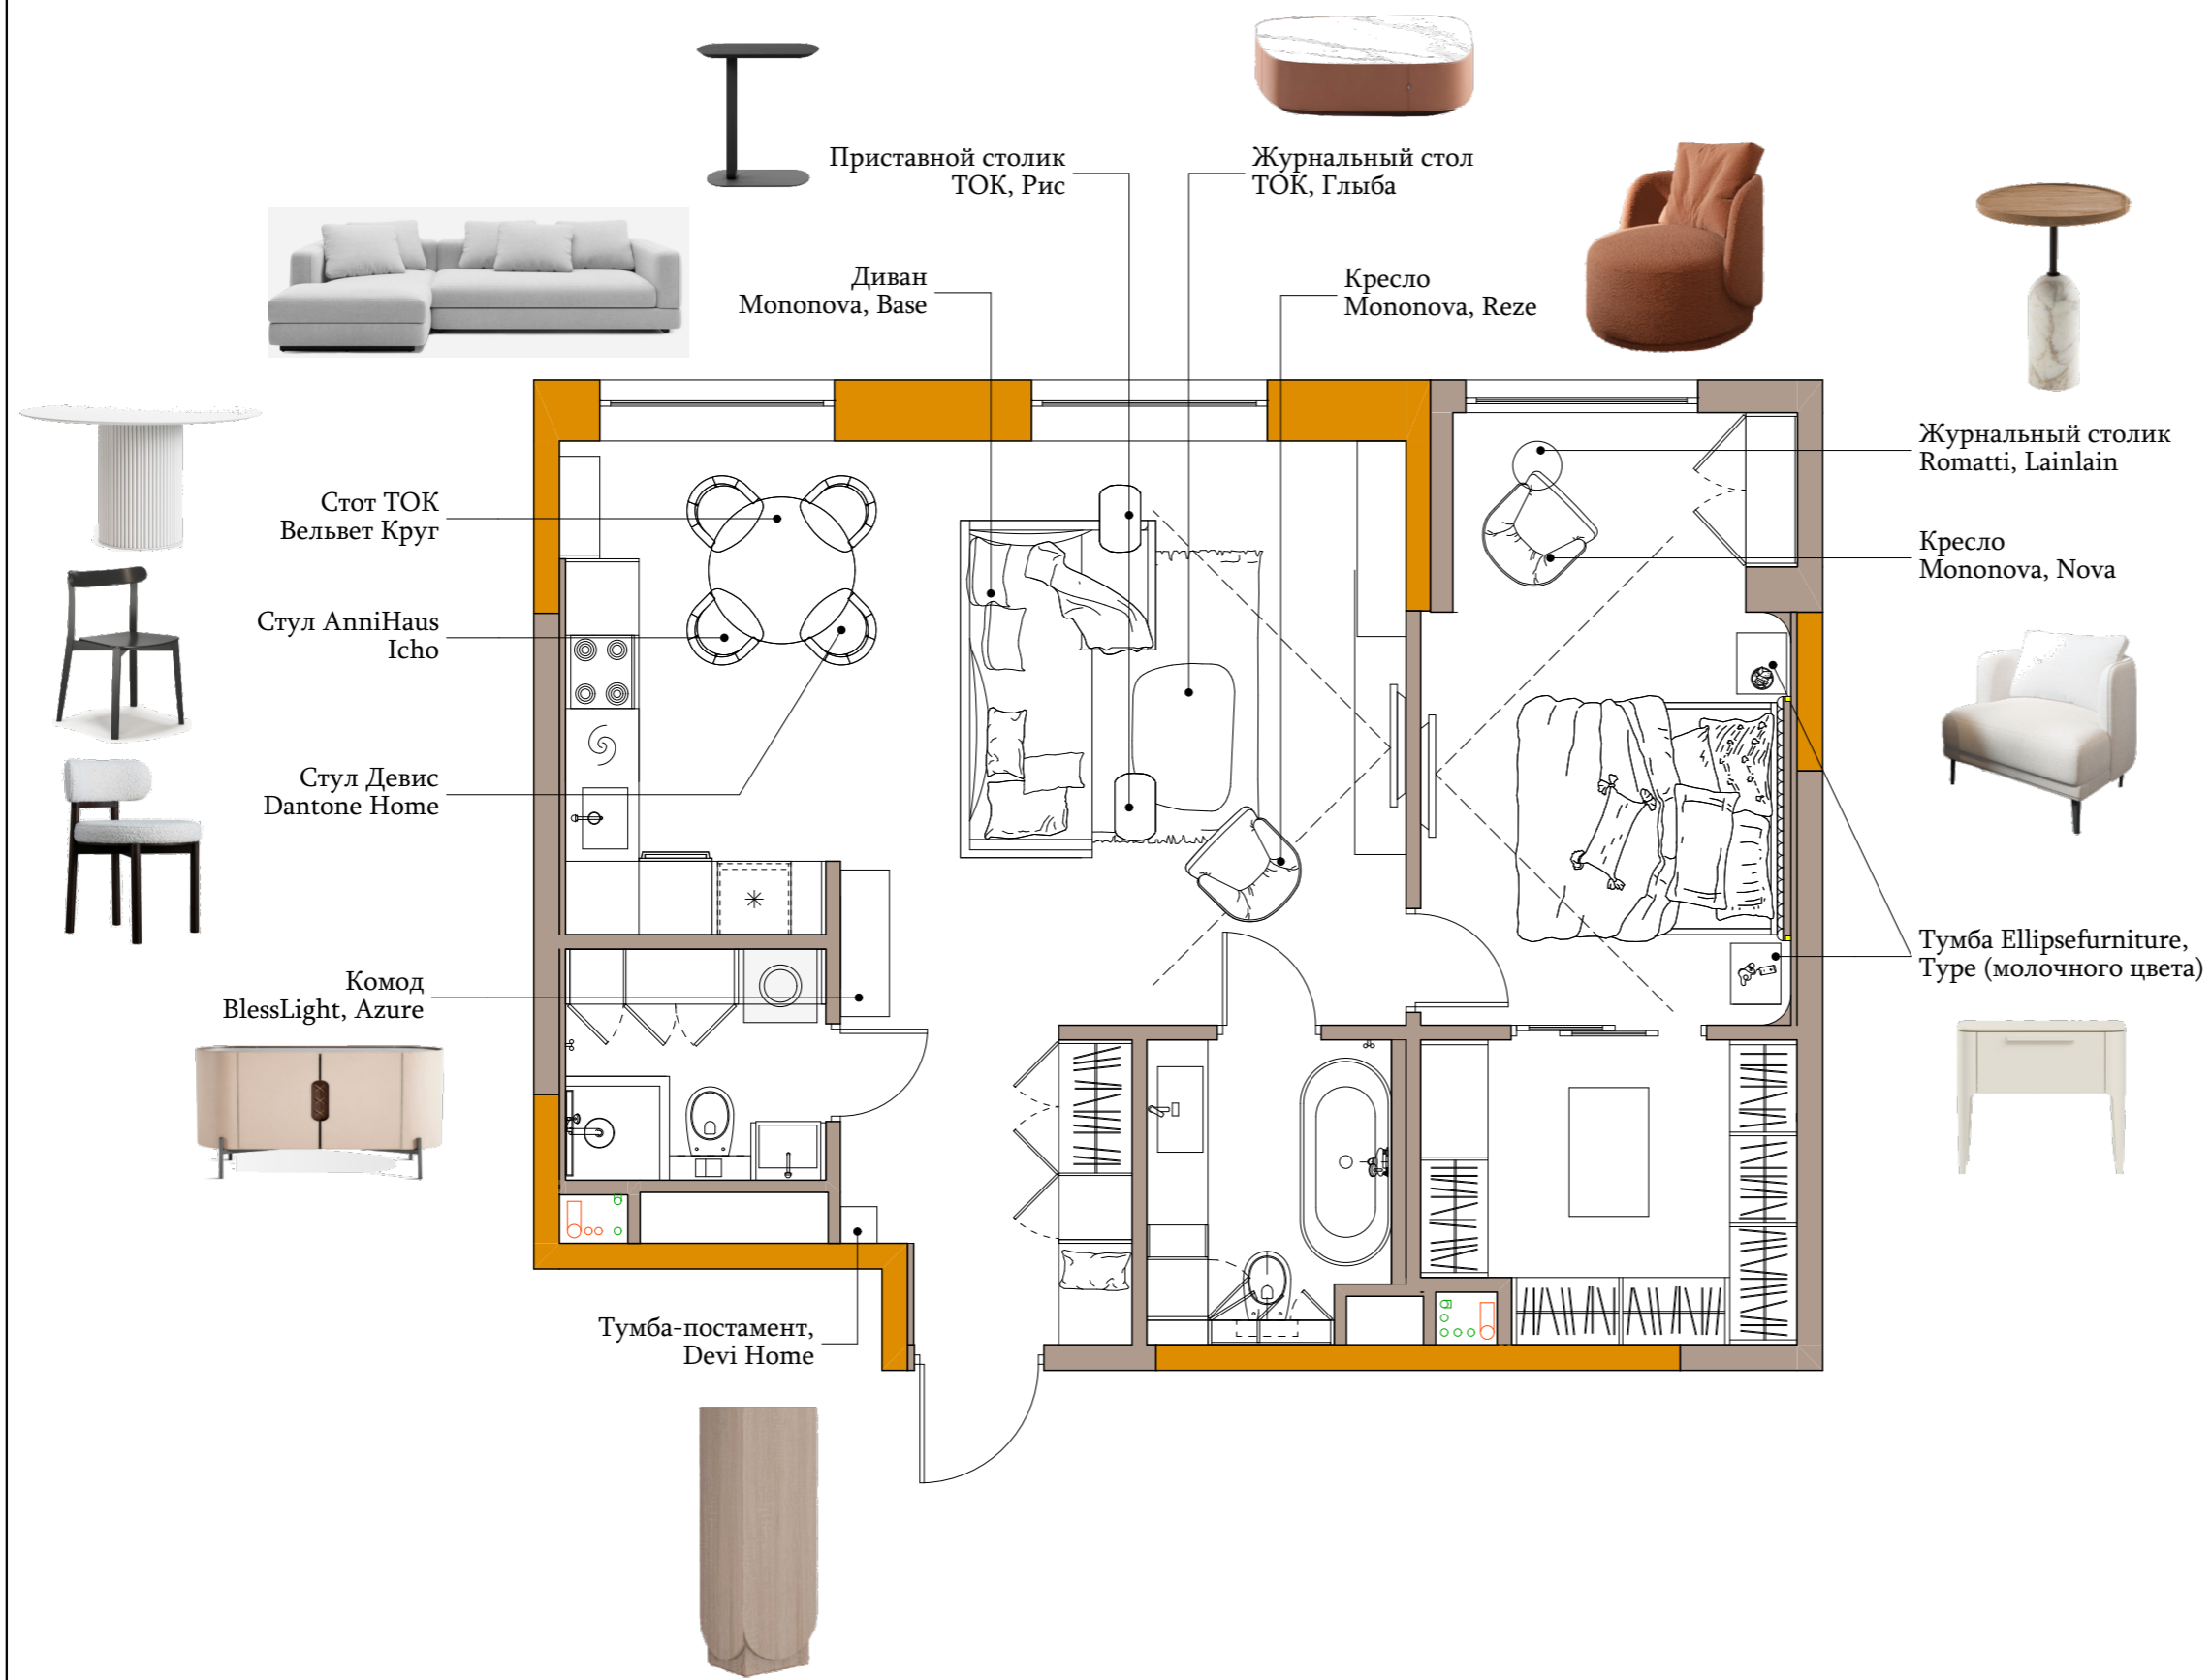 Приставной столик
ТОК, Рис
Журнальный стол
ТОК, Глыба
Диван
Mononova, Base
Кресло
Mononova, Reze
Журнальный столик
Romatti, Lainlain
Стот ТОК
Вельвет Круг
Кресло
Mononova, Nova
Стул AnniHaus
Icho
Стул Девис
Dantone Home
Тумба Ellipsefurniture,
Type (молочного цвета)
Комод
BlessLight, Azure
Тумба-постамент,
Devi Home